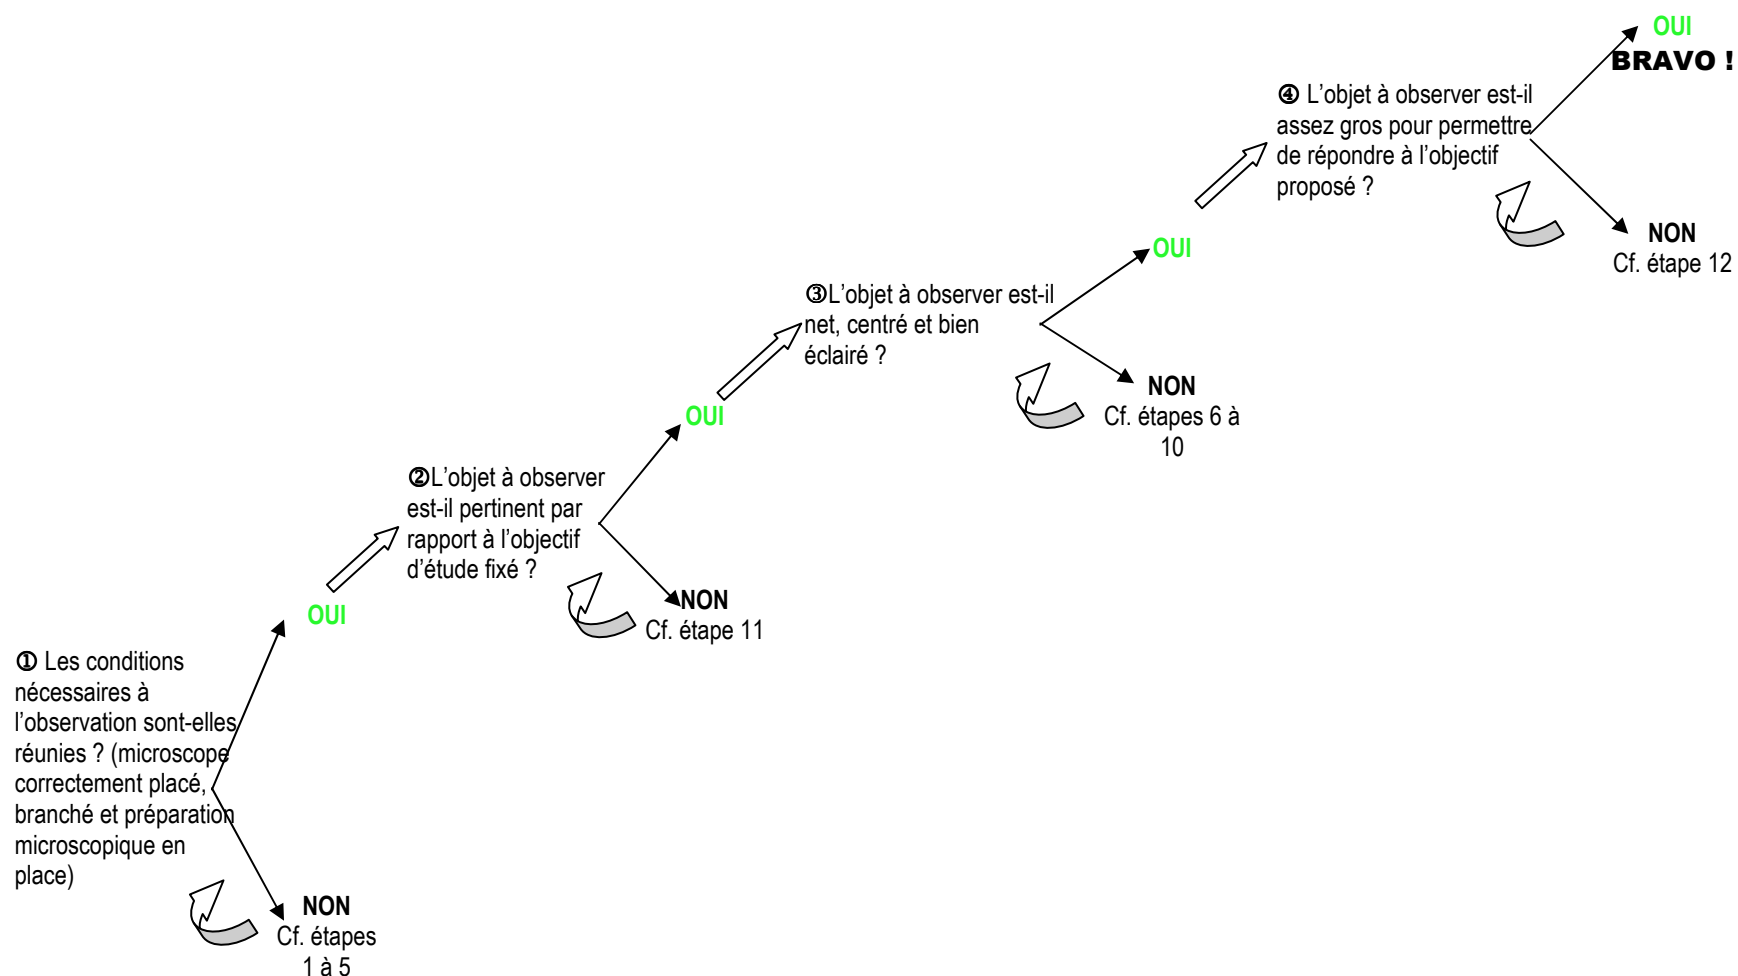 ① Les conditions
nécessaires à
l’observation sont-elles
réunies ? (microscope
correctement placé,
branché et préparation
microscopique en
place)
OUI
NON
Cf. étapes
1 à 5
②L’objet à observer
est-il pertinent par
rapport à l’objectif
d’étude fixé ?
OUI
NON
Cf. étape 11
③L’objet à observer est-il
net, centré et bien
éclairé ?
OUI
NON
Cf. étapes 6 à
10
④ L’objet à observer est-il
assez gros pour permettre
de répondre à l’objectif
proposé ?
OUI
BRAVO !
NON
Cf. étape 12